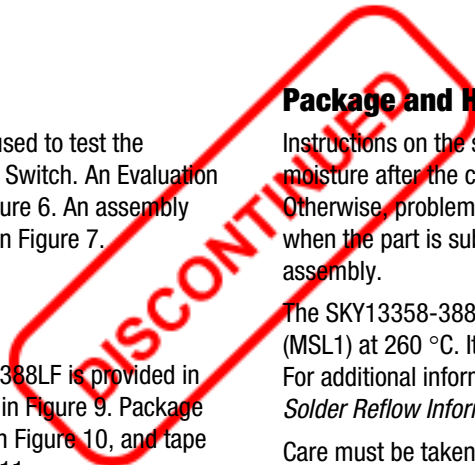 used to test the
Switch. An Evaluation
ure 6. An assembly
n Figure 7.
388LF is provided in
in Figure 9. Package
n Figure 10, and tape
11.
Package and H
Instructions on the s
moisture after the c
Otherwise, problem
when the part is sul
assembly.
The SKY13358-388
(MSL1) at 260 °C. It
For additional inforr
Solder Reflow Inforr
Care must be taken
DISCONTINUED